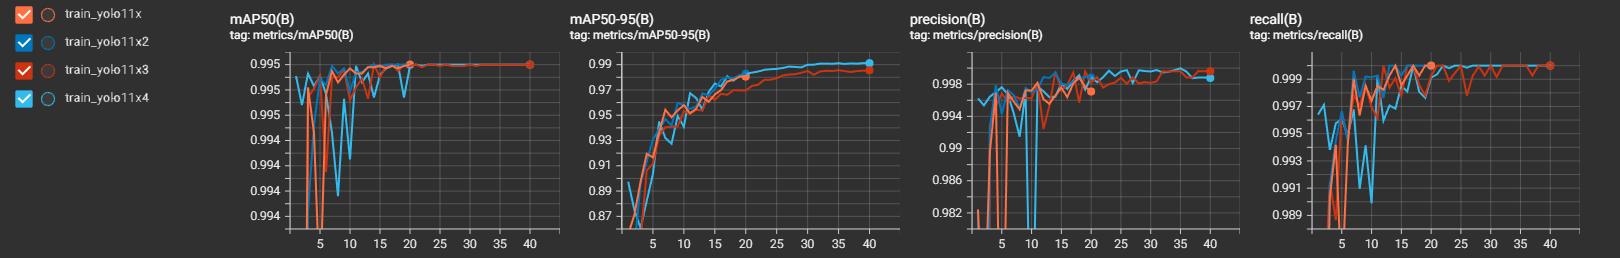 train_yolo11x
train_yolo11x2
train_yolo11x3
train_yolo11x4
mAP50(B)
tag: metrics/mAP50(B)
0.995
0.995
0.995
0.994
0.994
0.994
0.994
5 10 15 20 25 30 35 40
mAP50-95(B)
tag: metrics/mAP50-95(B)
0.99
0.97
0.95
0.93
0.91
0.89
0.87
5 10 15 20 25 30 35 40
precision(B)
tag: metrics/precision(B)
0.998
0.994
0.99
0.986
0.982
5 10 15 20 25 30 35 40
recall(B)
tag: metrics/recall(B)
0.999
0.997
0.995
0.993
0.991
0.989
5 10 15 20 25 30 35 40